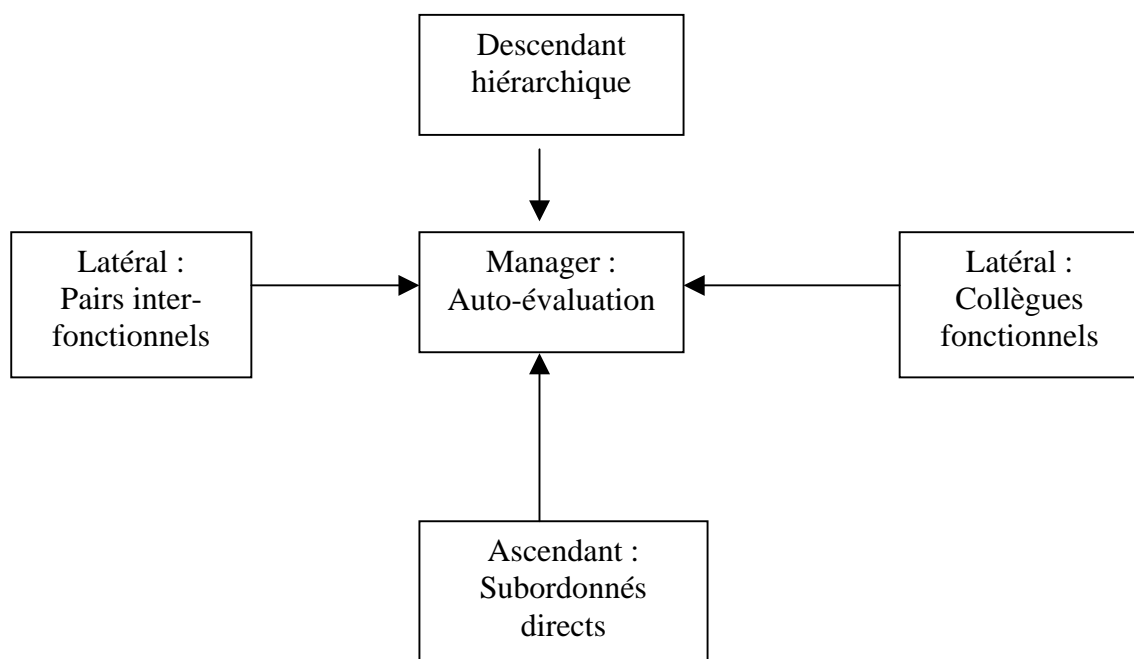 Descendant
hiérarchique
Latéral :
Pairs inter-
fonctionnels
Manager :
Auto-évaluation
Latéral :
Collègues
fonctionnels
Ascendant :
Subordonnés
directs